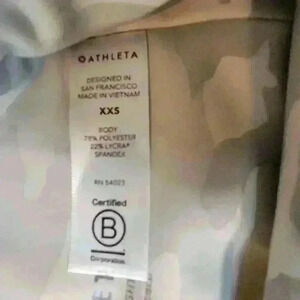 ATHLETA
DESIGNED IN
SAN FRANCISCO
MADE IN VIETNAM
XXS
BODY
78% POLYESTER
22% LYCRA®
SPANDEX
RN 54023
Certified
B
Corporation